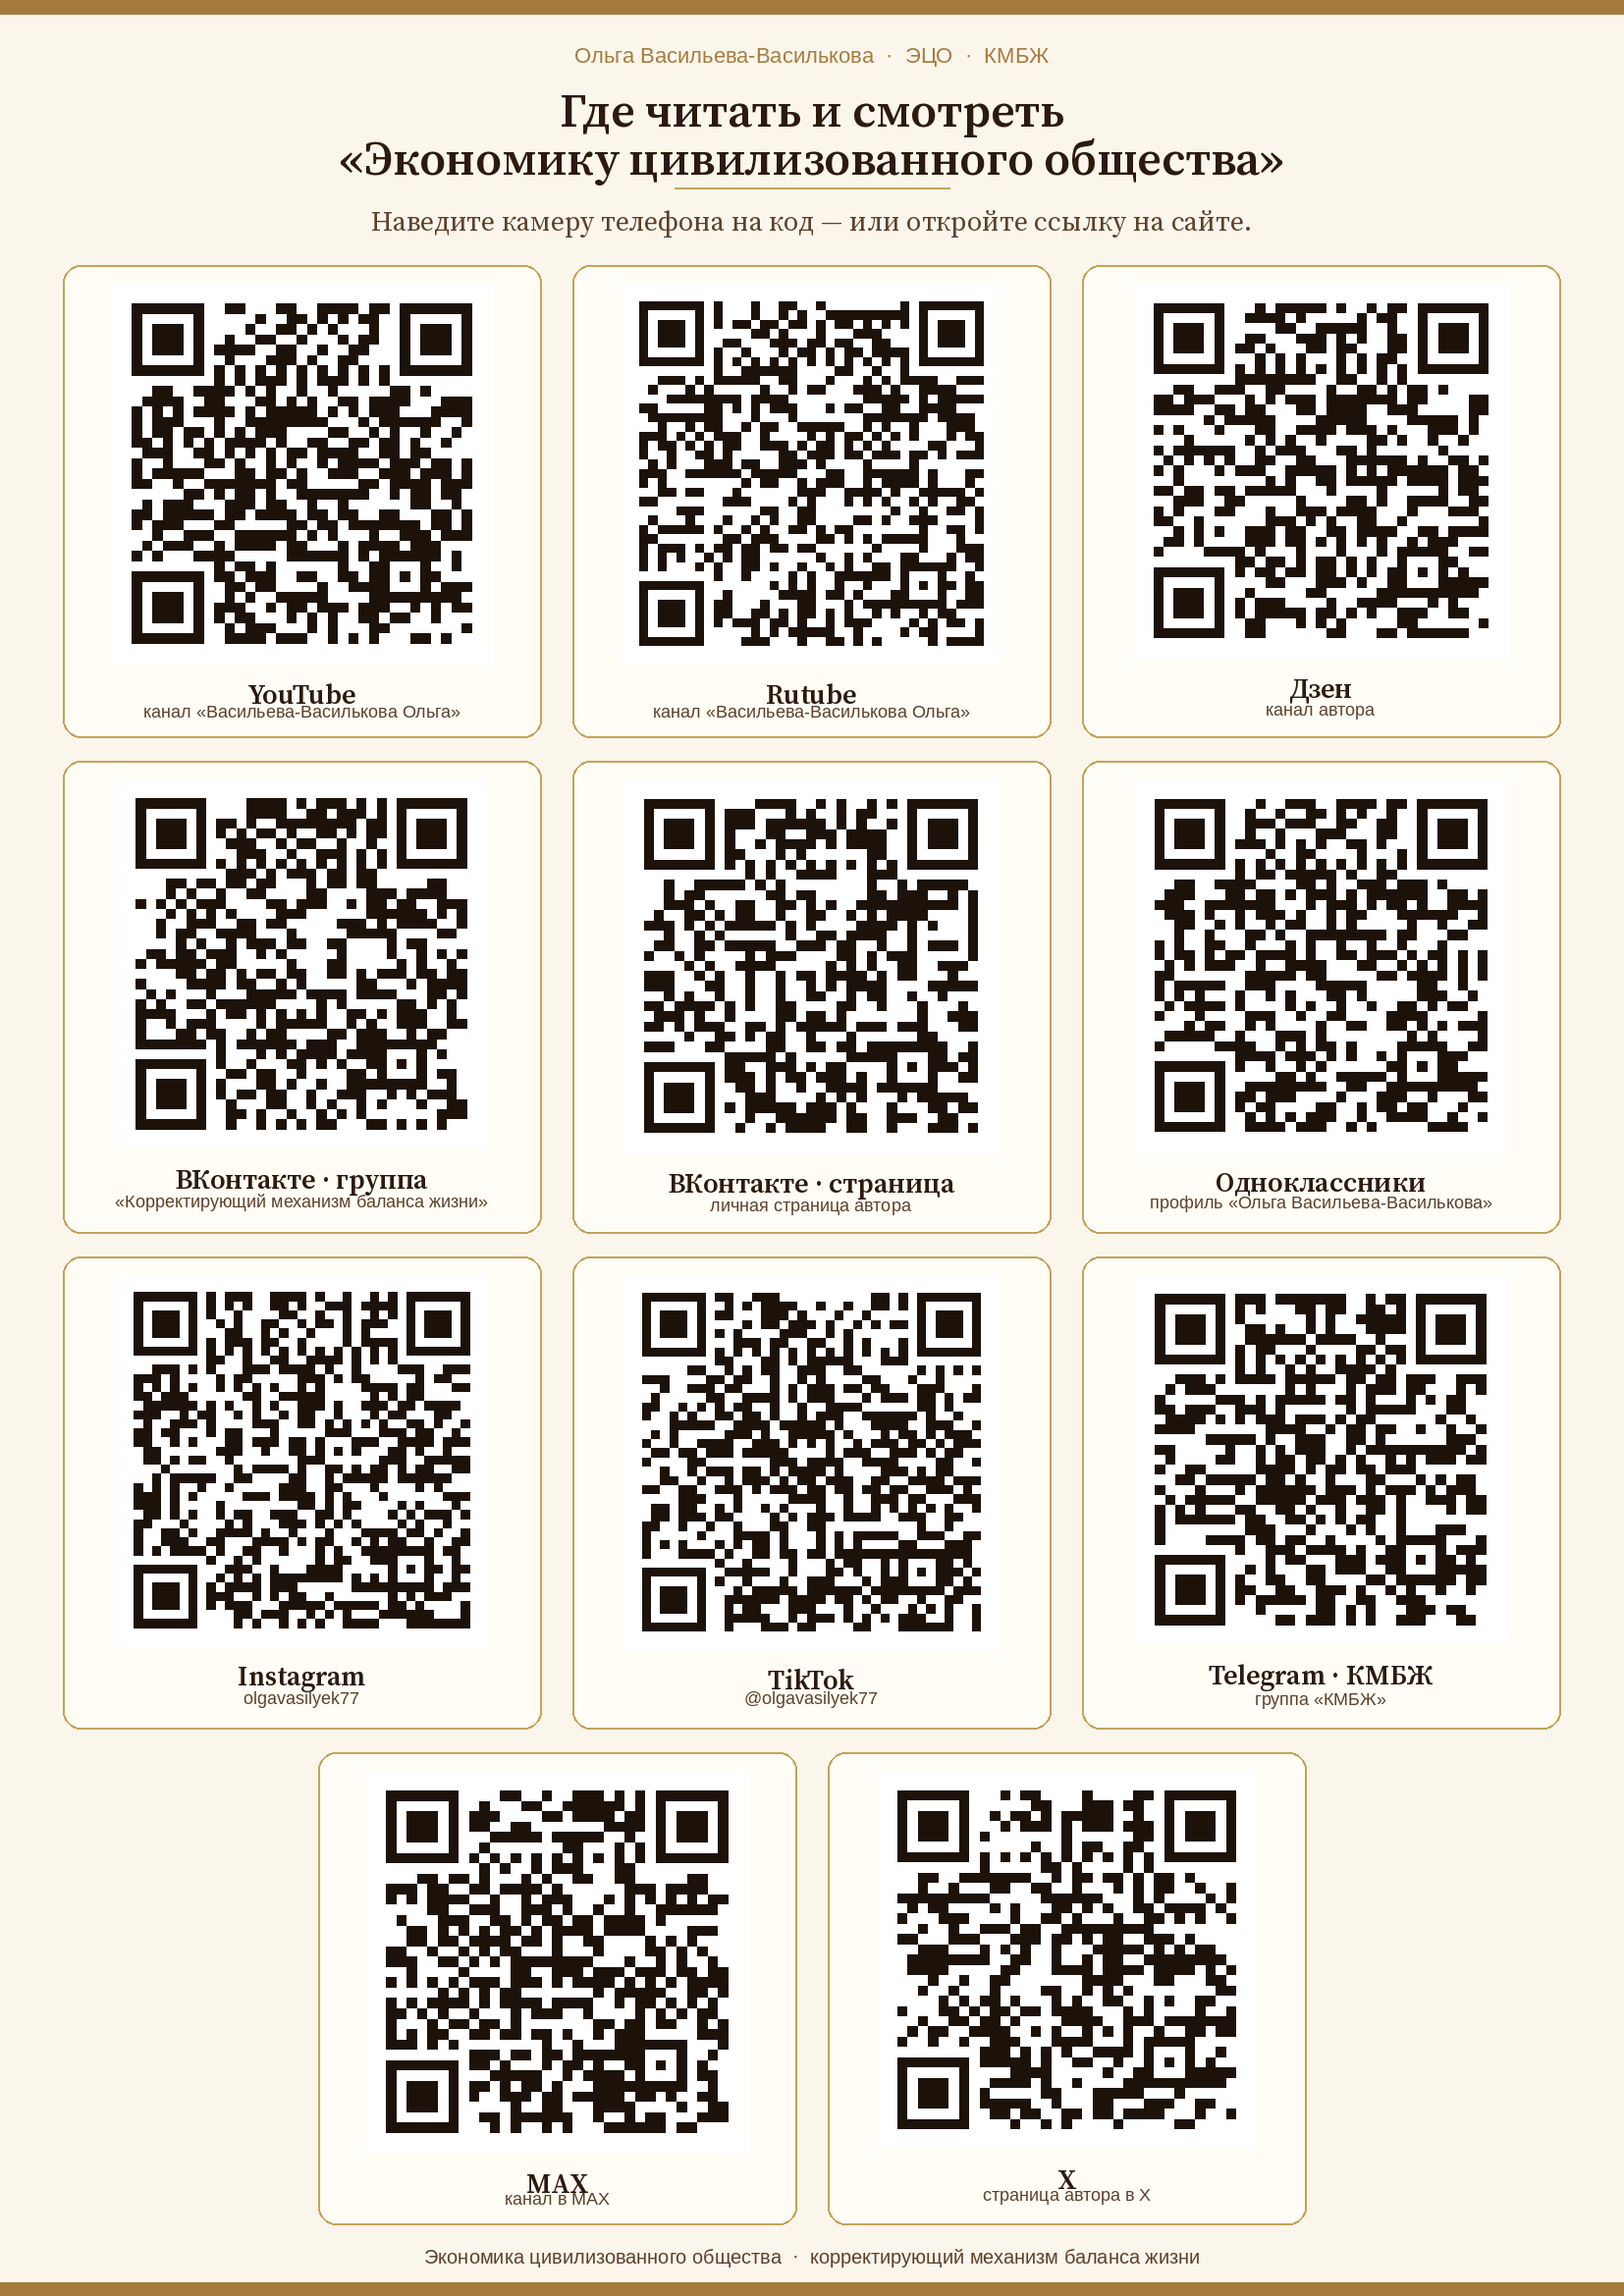 Ольга Васильева-Василькова · ЭЦО · КМБЖ
Где читать и смотреть
«Экономику цивилизованного общества»
Наведите камеру телефона на код — или откройте ссылку на сайте.
YouTube
канал «Васильева-Василькова Ольга»
Rutube
канал «Васильева-Василькова Ольга»
Дзен
канал автора
ВКонтакте · группа
«Корректирующий механизм баланса жизни»
ВКонтакте · страница
личная страница автора
Одноклассники
профиль «Ольга Васильева-Василькова»
Instagram
olgavasilyek77
TikTok
@olgavasilyek77
Telegram · КМБЖ
группа «КМБЖ»
MAX
канал в MAX
X
страница автора в X
Экономика цивилизованного общества · корректирующий механизм баланса жизни